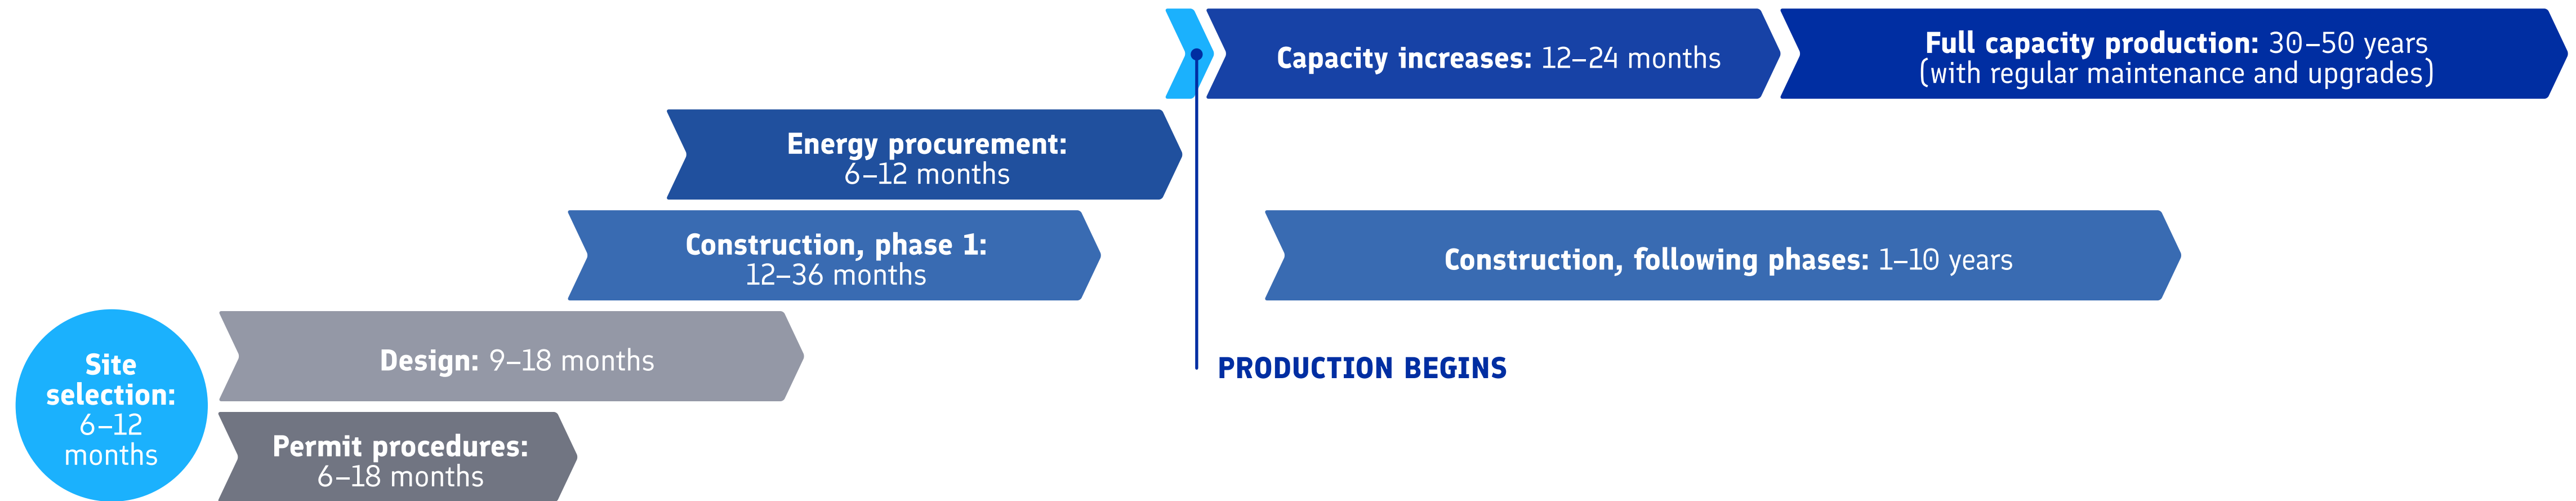 Capacity increases: 12–24 months
Full capacity production: 30–50 years
(with regular maintenance and upgrades)
Energy procurement:
6–12 months
Construction, phase 1:
12–36 months
Construction, following phases: 1–10 years
Site
selection:
6–12
months
Design: 9–18 months
PRODUCTION BEGINS
Permit procedures:
6–18 months